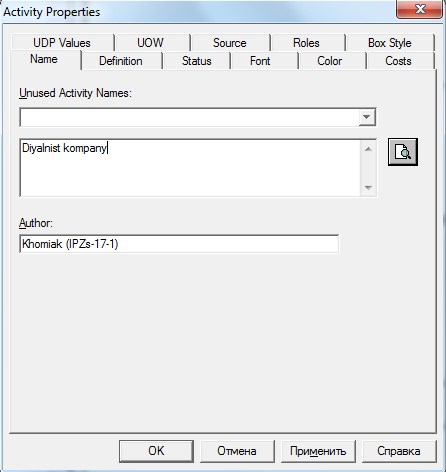 Activity Properties
UDP Values UOW Source Roles Box Style
Name Definition Status Font Color Costs
Unused Activity Names:
Diyalnist kompany
Author:
Khomiak (IPZs-17-1)
OK Отмена Применить Справка